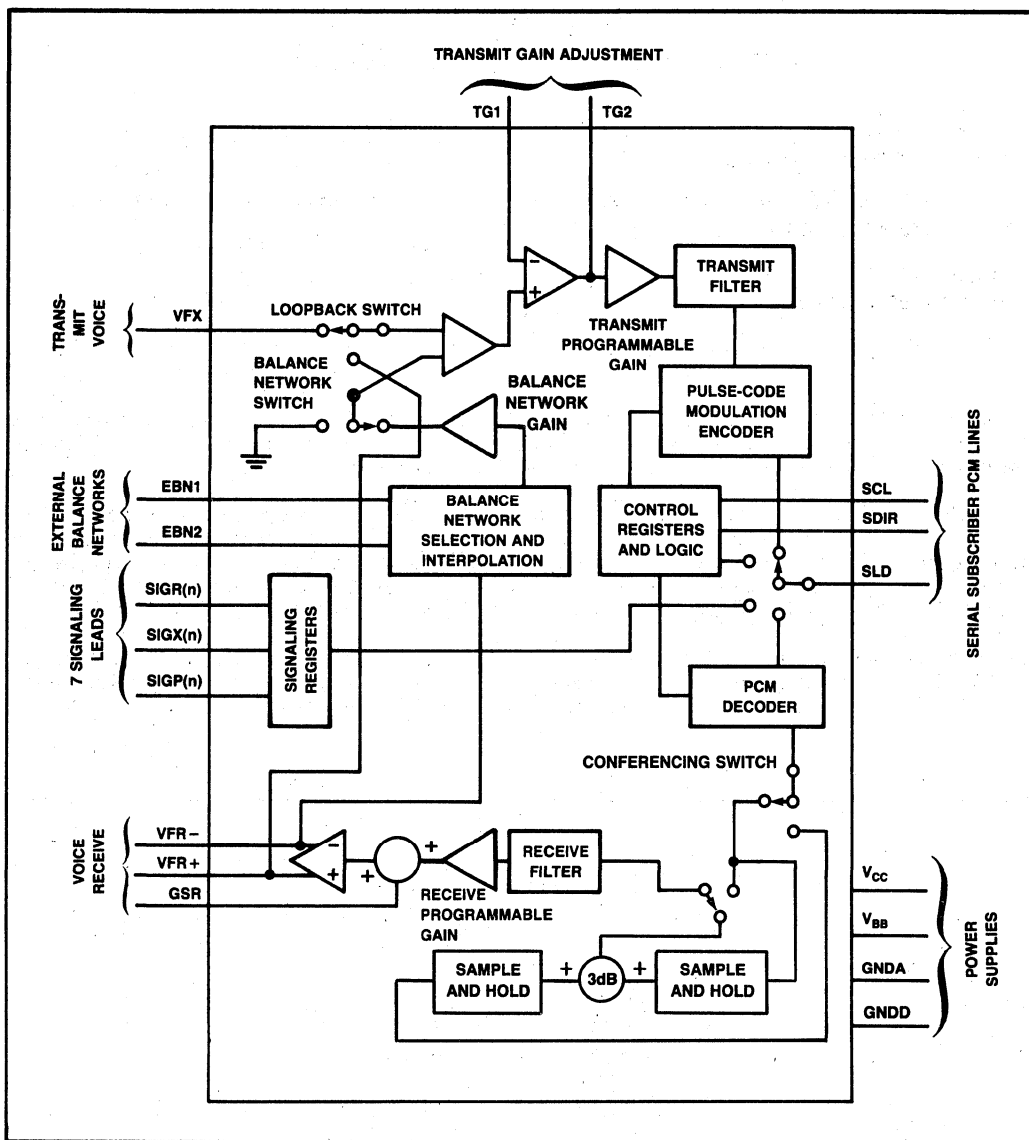 TRANSMIT GAIN ADJUSTMENT
TG1
TG2
TRANS-
MIT
VOICE
VFX
LOOPBACK SWITCH
-
+
TRANSMIT
FILTER
TRANSMIT
PROGRAMMABLE
GAIN
BALANCE
NETWORK
SWITCH
BALANCE
NETWORK
GAIN
PULSE-CODE
MODULATION
ENCODER
EXTERNAL
BALANCE
NETWORKS
EBN1
EBN2
BALANCE
NETWORK
SELECTION AND
INTERPOLATION
CONTROL
REGISTERS
AND LOGIC
SCL
SDIR
SLD
SERIAL SUBSCRIBER PCM LINES
7 SIGNALING
LEADS
SIGR(n)
SIGX(n)
SIGP(n)
SIGNALING
REGISTERS
PCM
DECODER
CONFERENCING SWITCH
VOICE
RECEIVE
VFR-
VFR+
GSR
-
+
+
+
RECEIVE
PROGRAMMABLE
GAIN
RECEIVE
FILTER
SAMPLE
AND HOLD
+
3dB
+
SAMPLE
AND HOLD
VCC
VBB
GNDA
GNDD
POWER
SUPPLIES